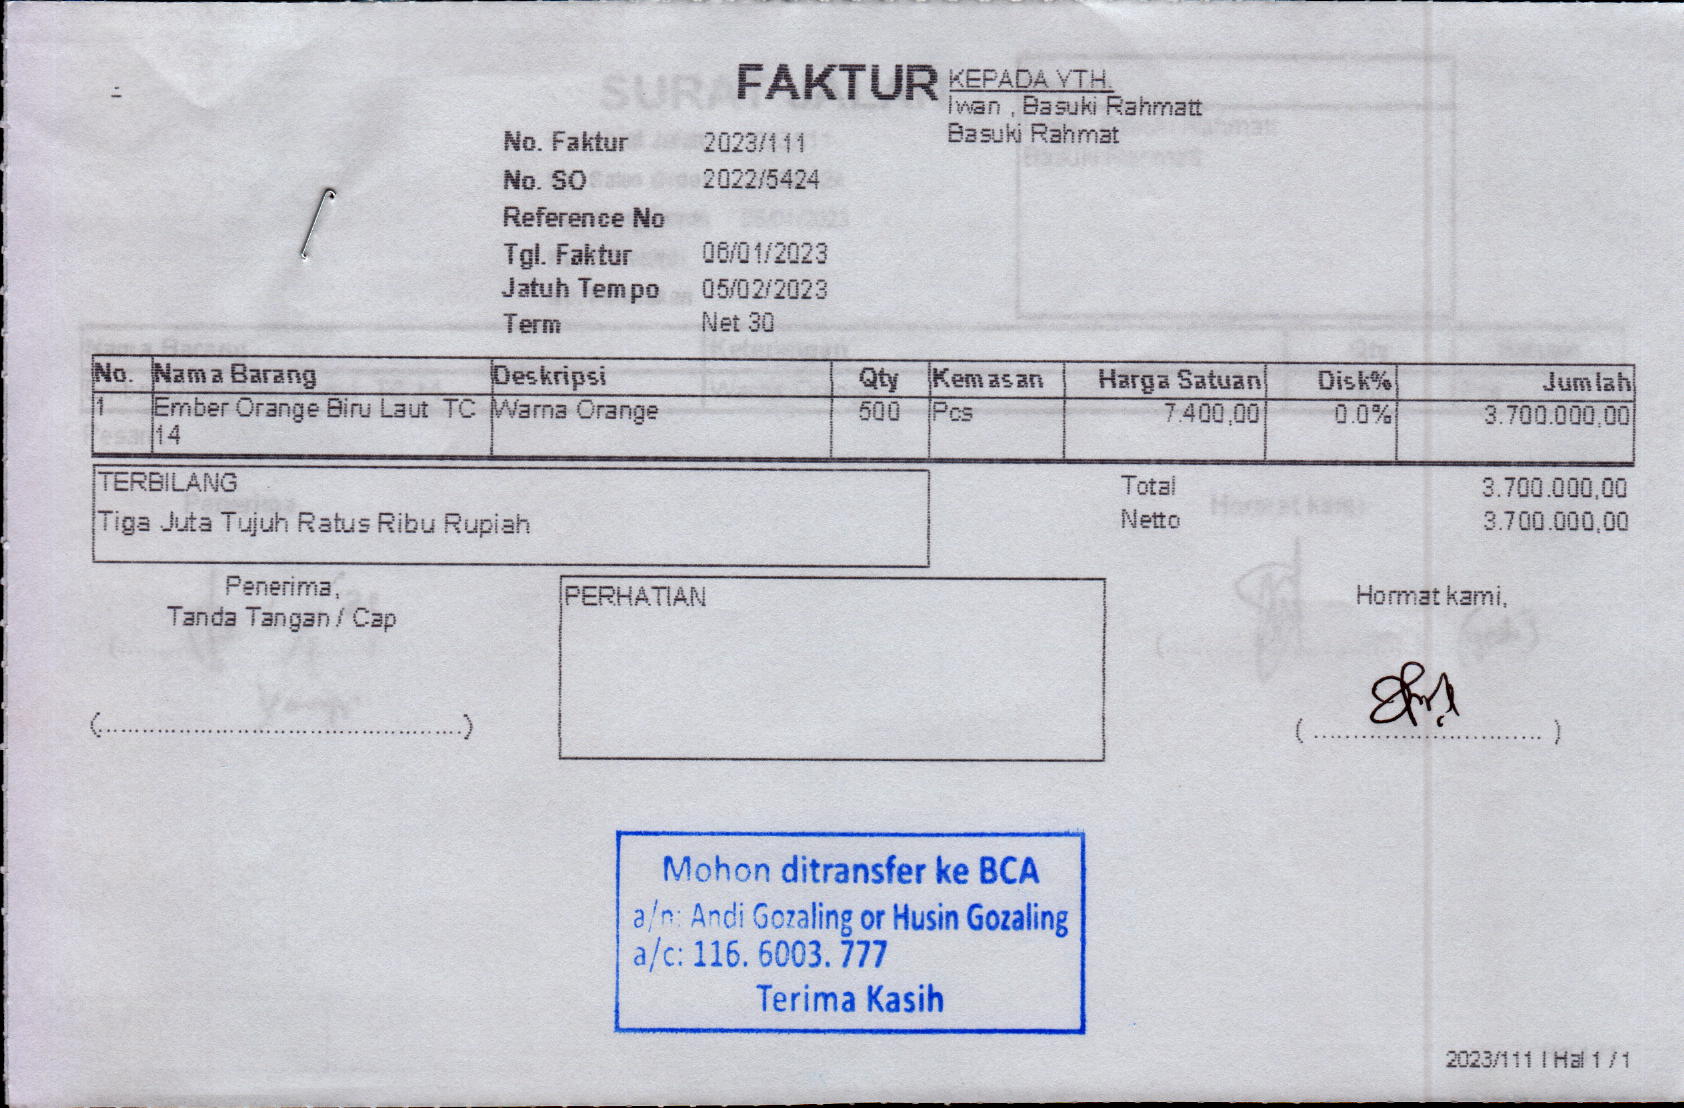 FAKTUR
KEPADA YTH.
Iwan , Basuki Rahmatt
Basuki Rahmat
No. Faktur 2023/111
No. SO 2022/5424
Reference No
Tgl. Faktur 06/01/2023
Jatuh Tempo 05/02/2023
Term Net 30
No. Nama Barang Deskripsi Qty Kemasan Harga Satuan Disk% Jumlah
1 Ember Orange Biru Laut TC Warna Orange 500 Pcs 7.400,00 0.0% 3.700.000,00
14
TERBILANG
Tiga Juta Tujuh Ratus Ribu Rupiah
Total 3.700.000,00
Netto 3.700.000,00
Penerima,
Tanda Tangan / Cap
(................................................)
PERHATIAN
Hormat kami,
( ............................. )
Mohon ditransfer ke BCA
a/n: Andi Gozaling or Husin Gozaling
a/c: 116. 6003. 777
Terima Kasih
2023/111 | Hal 1 / 1